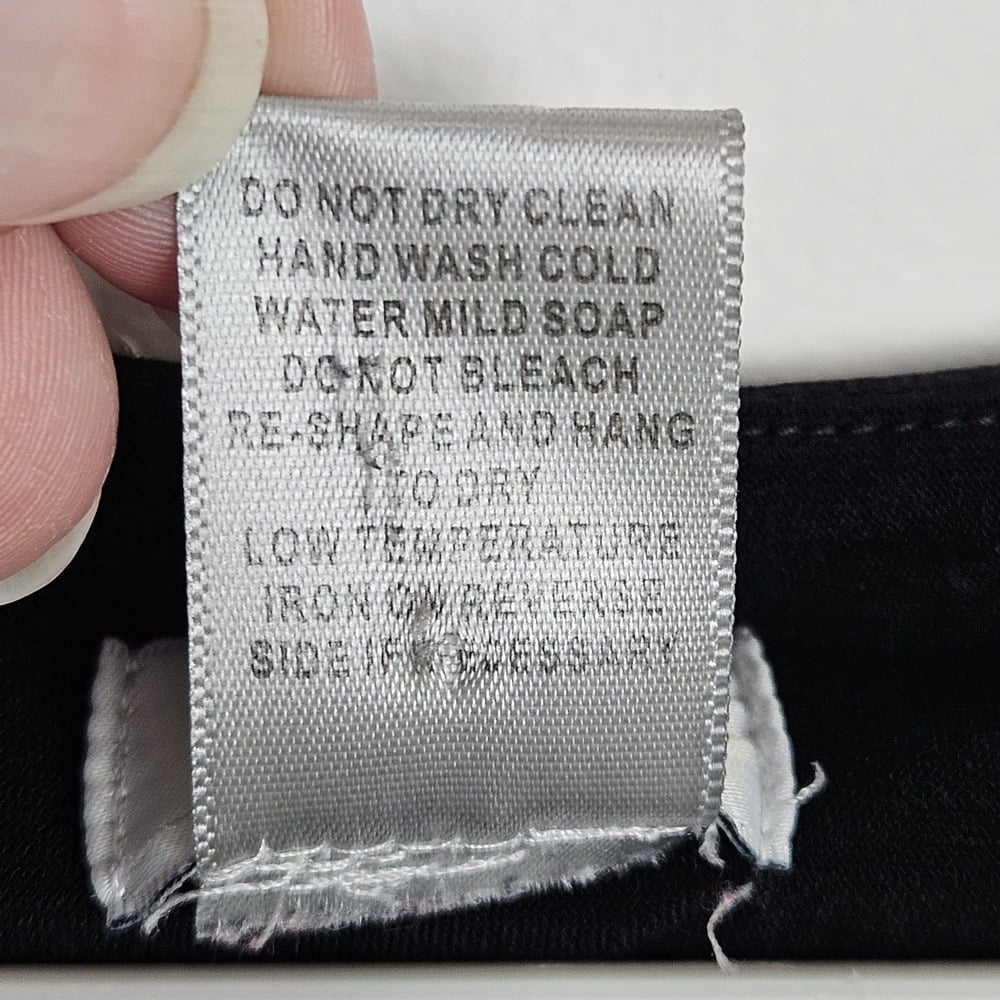 DO NOT DRY CLEAN
HAND WASH COLD
WATER MILD SOAP
DO NOT BLEACH
RE-SHAPE AND HANG
TO DRY
LOW TEMPERATURE
IRON ON REVERSE
SIDE IF NECESSARY